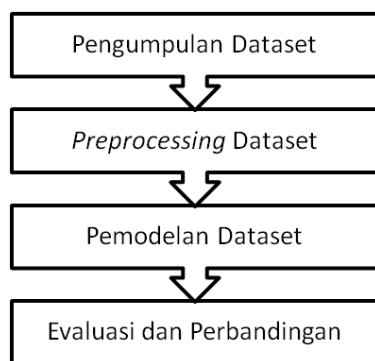 Pengumpulan Dataset
Preprocessing Dataset
Pemodelan Dataset
Evaluasi dan Perbandingan